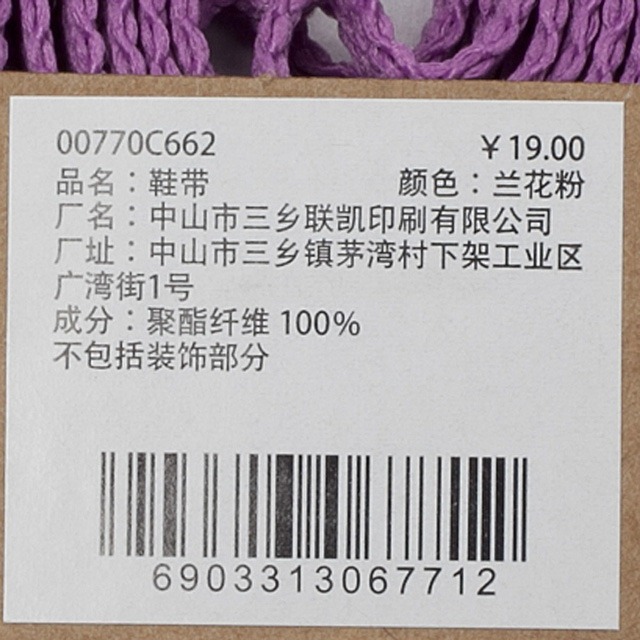 00770C662 ￥19.00
品名：鞋带 颜色：兰花粉
厂名：中山市三乡联凯印刷有限公司
厂址：中山市三乡镇茅湾村下架工业区
广湾街1号
成分：聚酯纤维 100%
不包括装饰部分
6903313067712